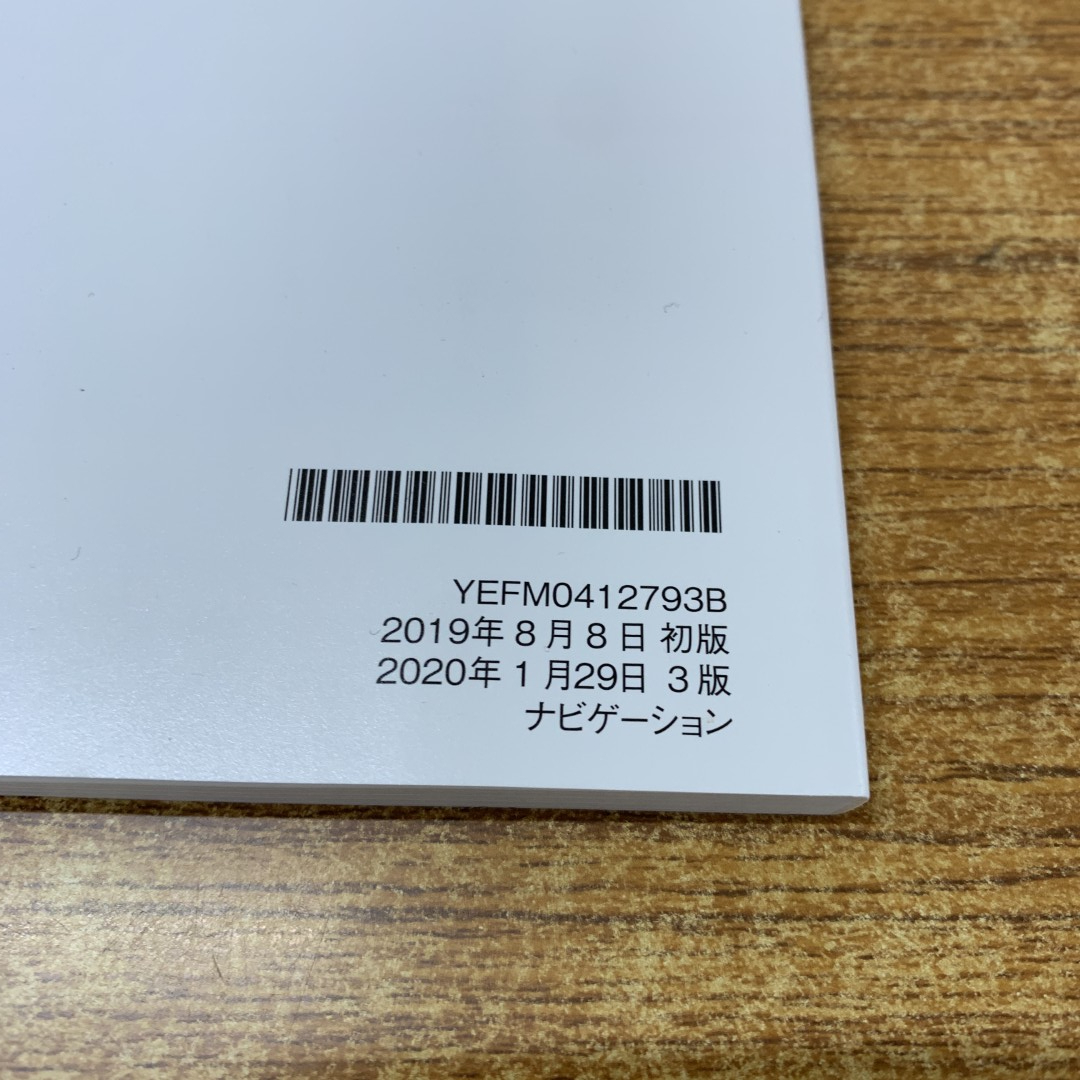 YEFM0412793B
2019年 8 月 8 日 初版
2020年 1 月29日 3 版
ナビゲーション